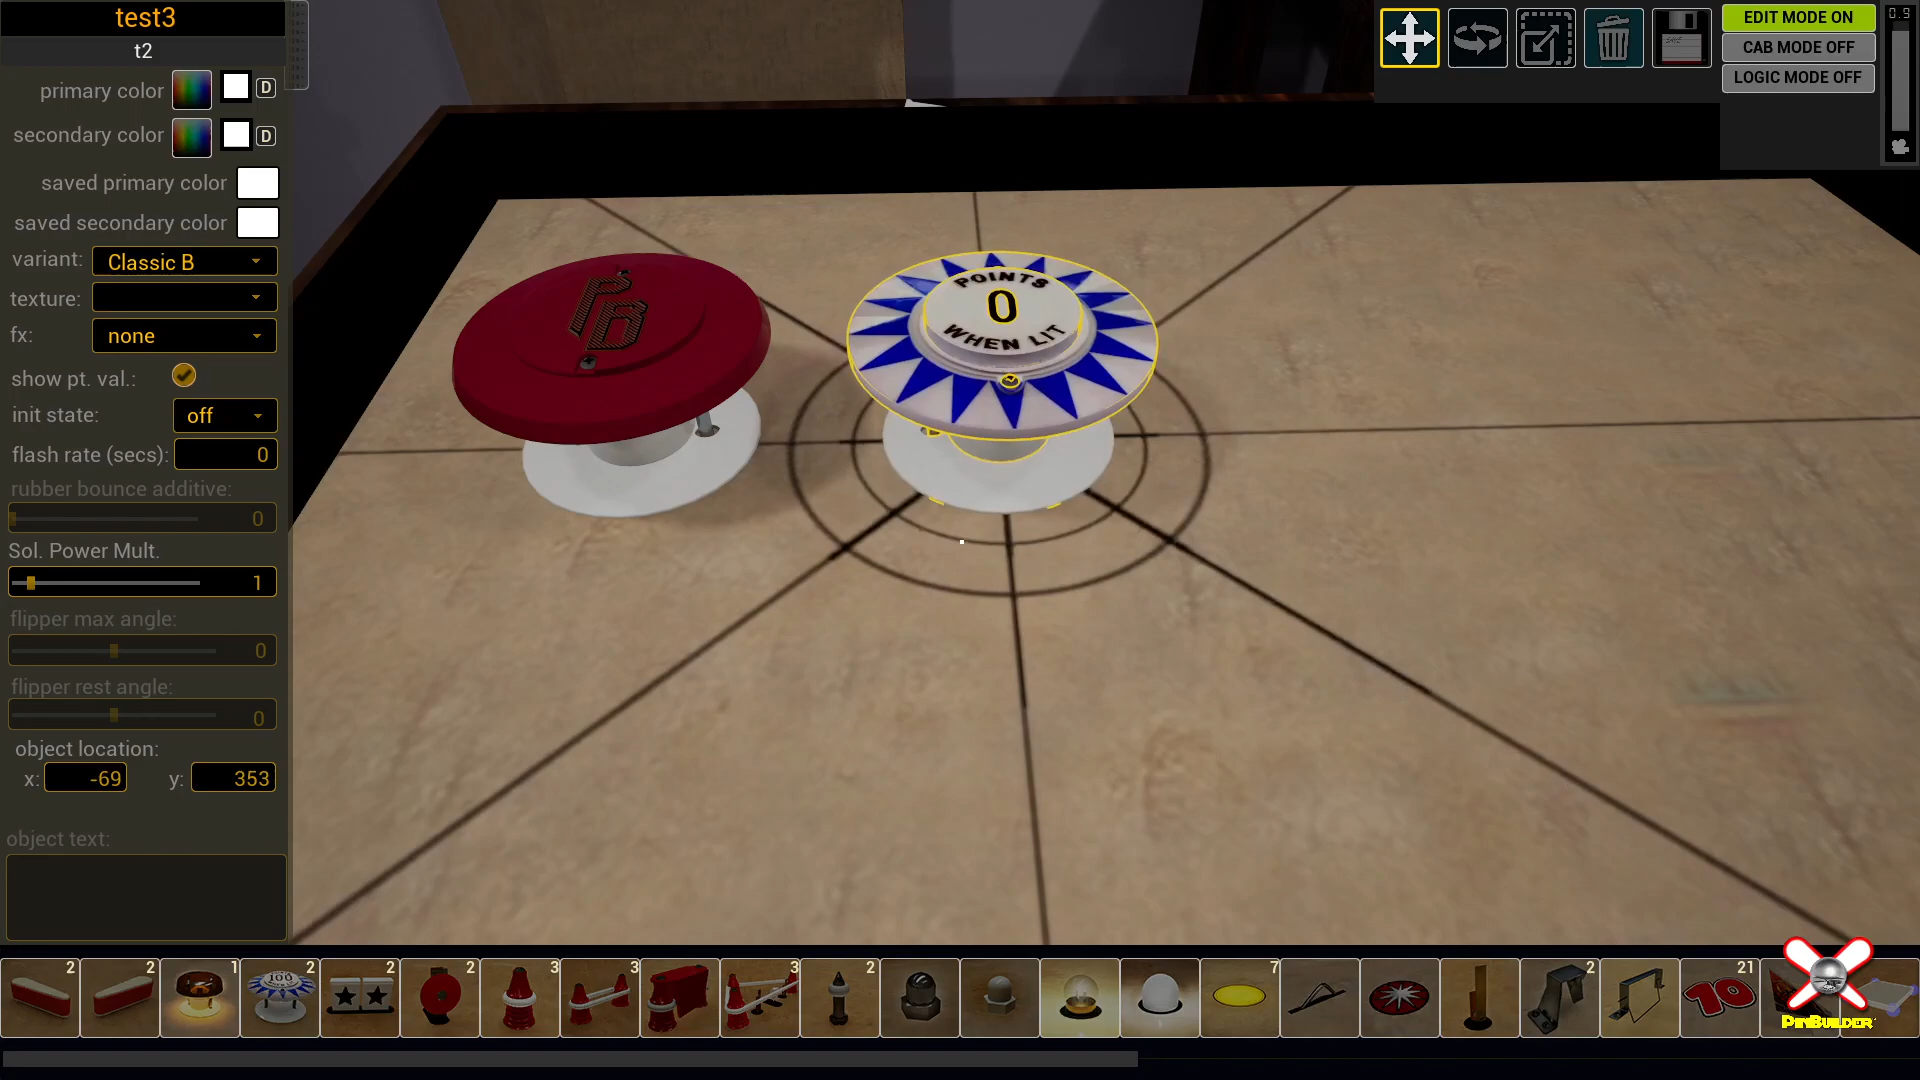 test3
t2
primary color D
secondary color D
saved primary color
saved secondary color
variant: Classic B
texture:
fx: none
show pt. val.:
init state: off
flash rate (secs): 0
rubber bounce additive:
0
Sol. Power Mult.
1
flipper max angle:
0
flipper rest angle:
0
object location:
x: -69 y: 353
object text:
EDIT MODE ON
CAB MODE OFF
LOGIC MODE OFF
0.9
PB
POINTS
0
WHEN LIT
2 2 1 2 2 2 3 3 3 2 7 2 21
100
10
PINBUILDER